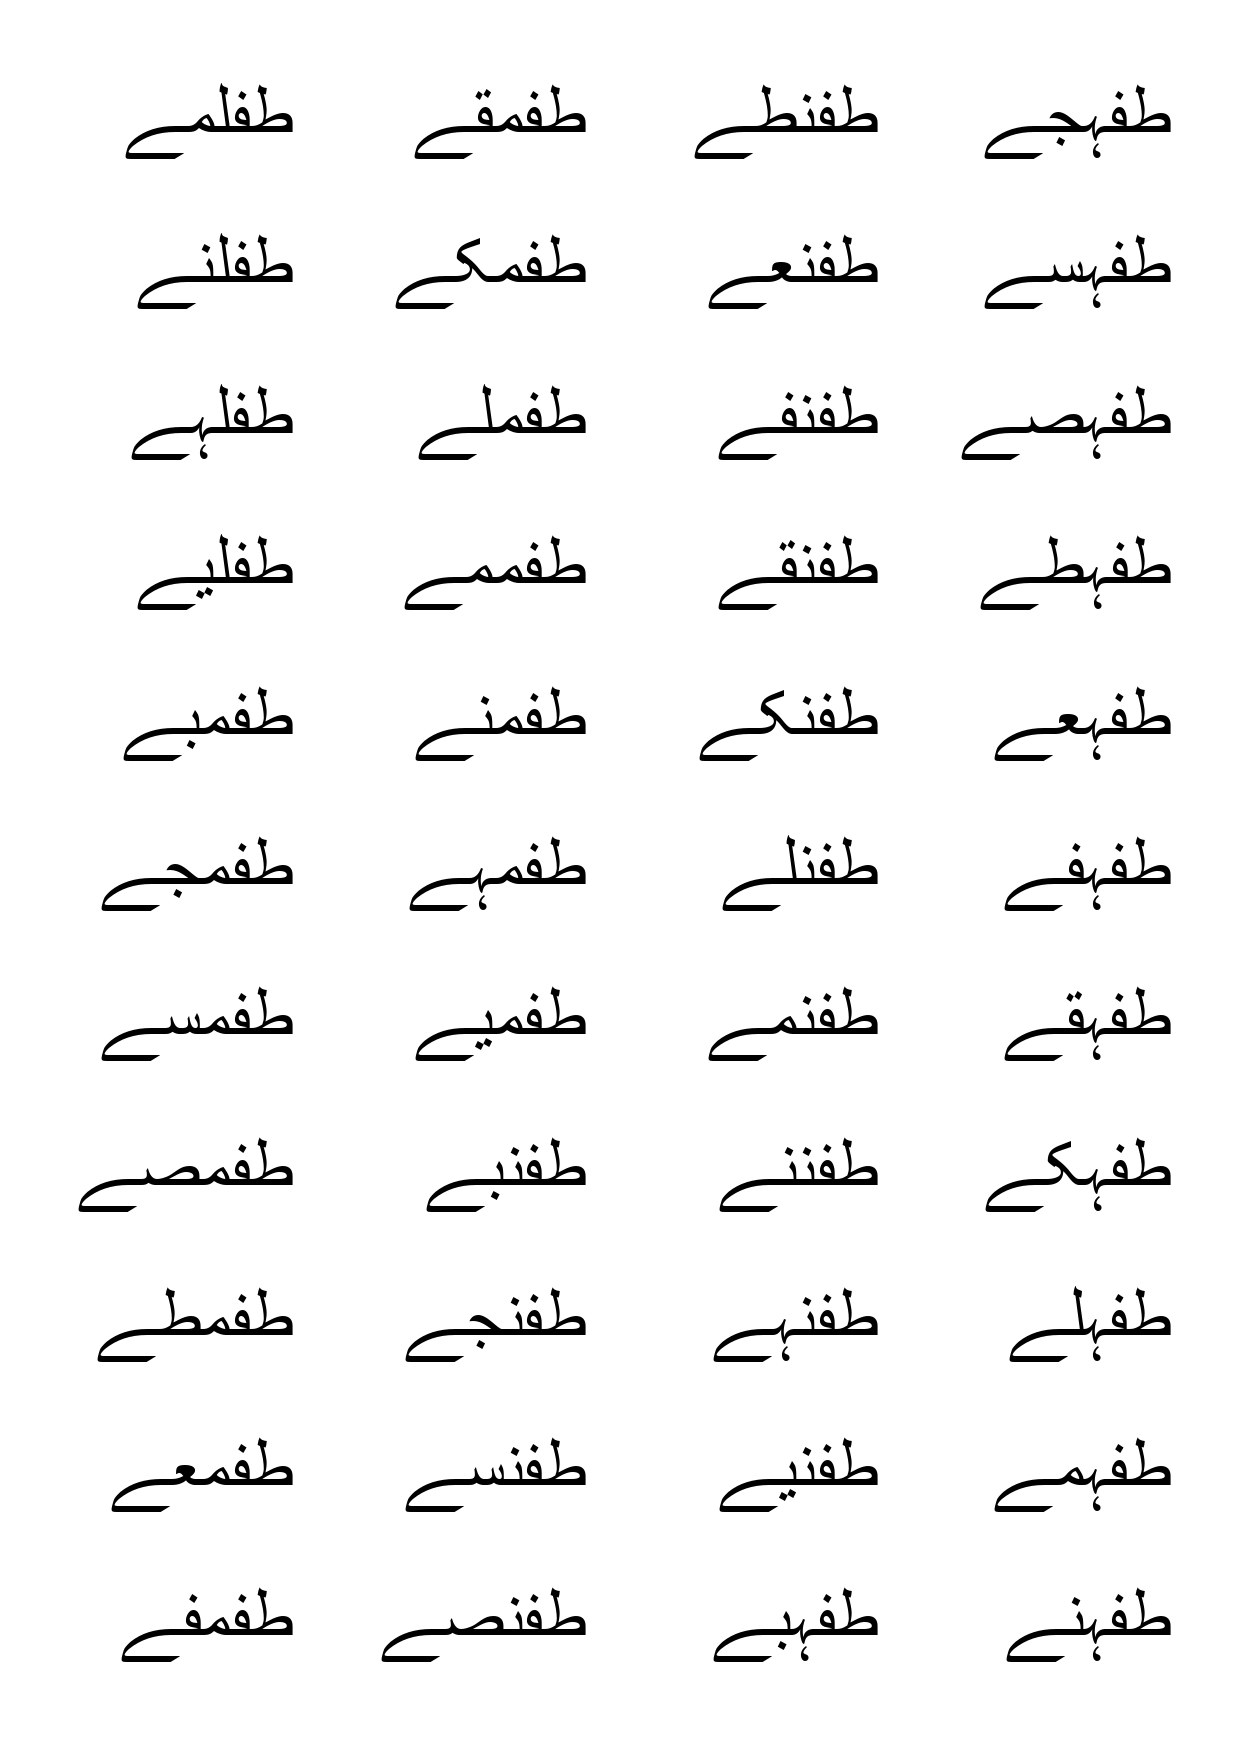 طفہجے طفنطے طفمقے طفلمے
طفہسے طفنعے طفمکے طفلنے
طفہصے طفنفے طفملے طفلہے
طفہطے طفنقے طفممے طفلیے
طفہعے طفنکے طفمنے طفمبے
طفہفے طفنلے طفمہے طفمجے
طفہقے طفنمے طفمیے طفمسے
طفہکے طفننے طفنبے طفمصے
طفہلے طفنہے طفنجے طفمطے
طفہمے طفنیے طفنسے طفمعے
طفہنے طفہبے طفنصے طفمفے